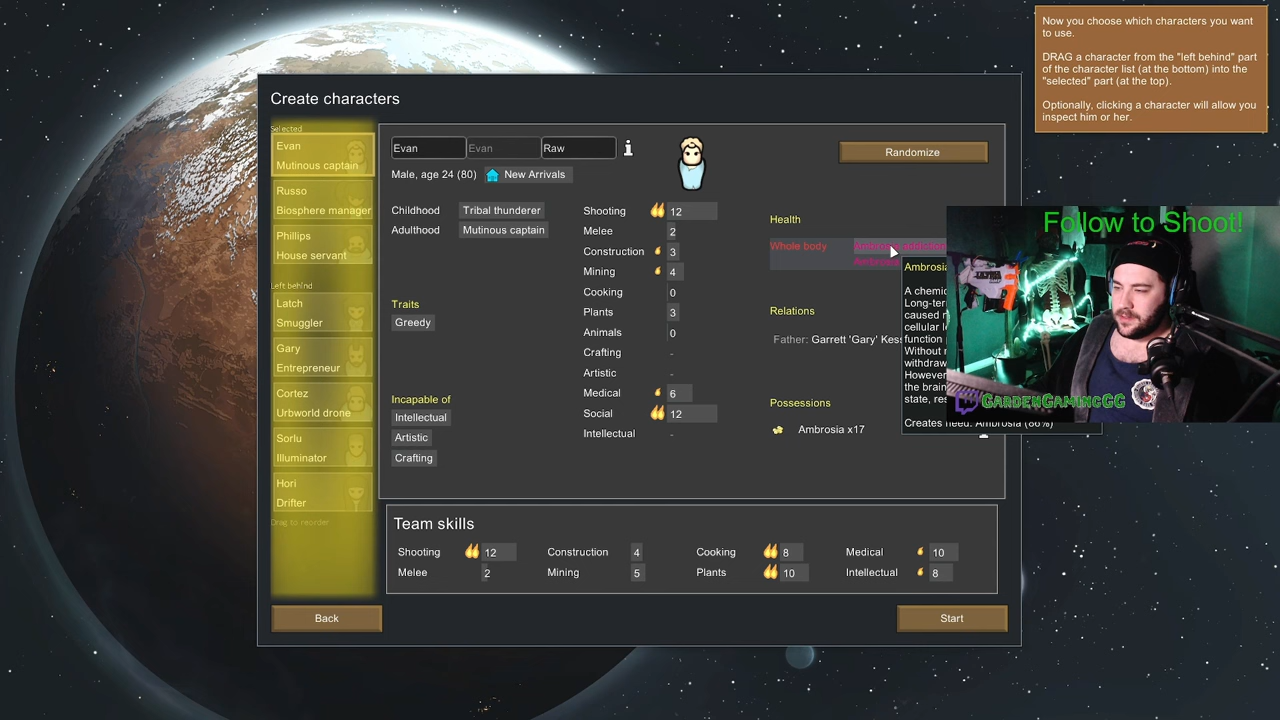 Now you choose which characters you want
to use.
DRAG a character from the "left behind" part
of the character list (at the bottom) into the
"selected" part (at the top).
Optionally, clicking a character will allow you
inspect him or her.
Create characters
Selected
Evan
Mutinous captain
Russo
Biosphere manager
Phillips
House servant
Left behind
Latch
Smuggler
Gary
Entrepreneur
Cortez
Urbworld drone
Sorlu
Illuminator
Hori
Drifter
Drag to reorder
Evan Evan Raw
Randomize
Male, age 24 (80) New Arrivals
Childhood Tribal thunderer
Adulthood Mutinous captain
Traits
Greedy
Incapable of
Intellectual
Artistic
Crafting
Shooting 12
Melee 2
Construction 3
Mining 4
Cooking 0
Plants 3
Animals 0
Crafting -
Artistic -
Medical 6
Social 12
Intellectual -
Health
Whole body Ambrosia addiction
Ambrosia
Relations
Father: Garrett 'Gary' Kess
Possessions
Ambrosia x17
Ambrosia
A chemic
Long-ter
caused
cellular
function
Without
withdraw
However
the brain
state, res
Creates need: Ambrosia (86%)
Follow to Shoot!
GARDENGAMINGGG
Team skills
Shooting 12 Construction 4 Cooking 8 Medical 10
Melee 2 Mining 5 Plants 10 Intellectual 8
Back
Start